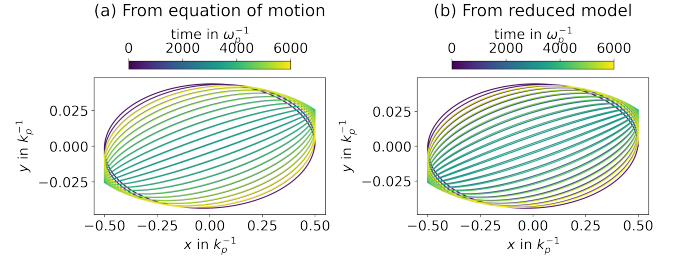 (a) From equation of motion
(b) From reduced model
time in ω_p^{-1}
time in ω_p^{-1}
0 2000 4000 6000
0 2000 4000 6000
y in k_p^{-1}
0.025
0.000
−0.025
y in k_p^{-1}
0.025
0.000
−0.025
−0.50 −0.25 0.00 0.25 0.50
−0.50 −0.25 0.00 0.25 0.50
x in k_p^{-1}
x in k_p^{-1}